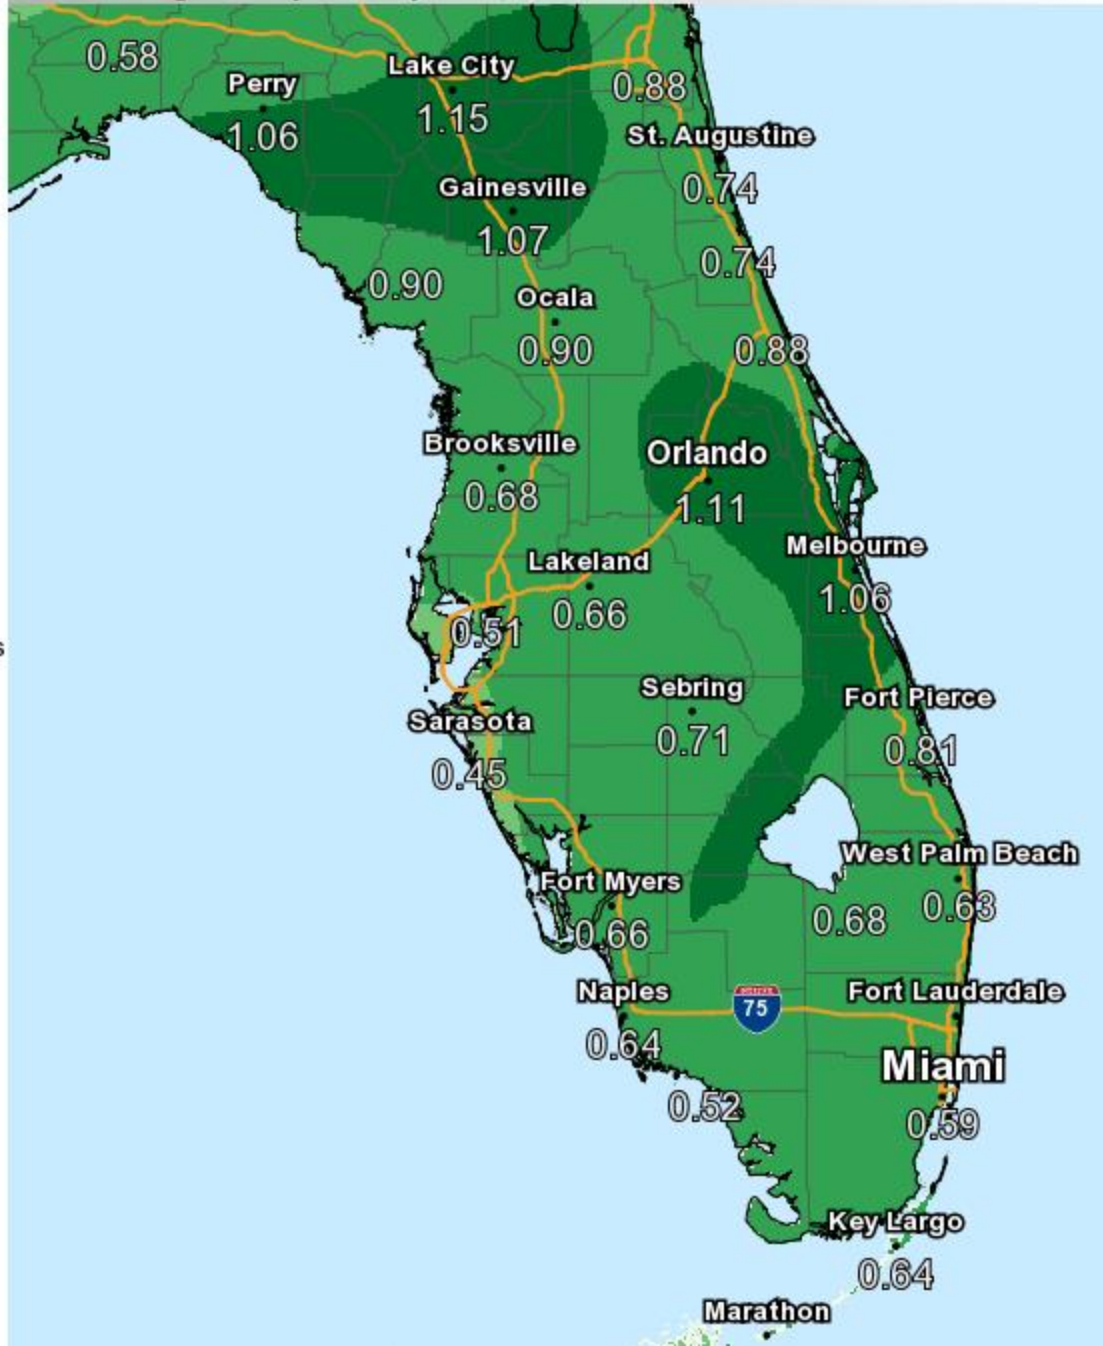 0.58
Lake City
Perry
0.88
1.15
1.06
St. Augustine
Gainesville
0.74
1.07
0.74
0.90
Ocala
0.90
0.88
Brooksville
Orlando
0.68
1.11
Melbourne
Lakeland
1.06
0.66
0.51
s
Sebring
Fort Pierce
Sarasota
0.71
0.81
0.45
West Palm Beach
Fort Myers
0.63
0.68
0.66
Naples
Fort Lauderdale
75
0.64
Miami
0.52
0.59
Key Largo
0.64
Marathon